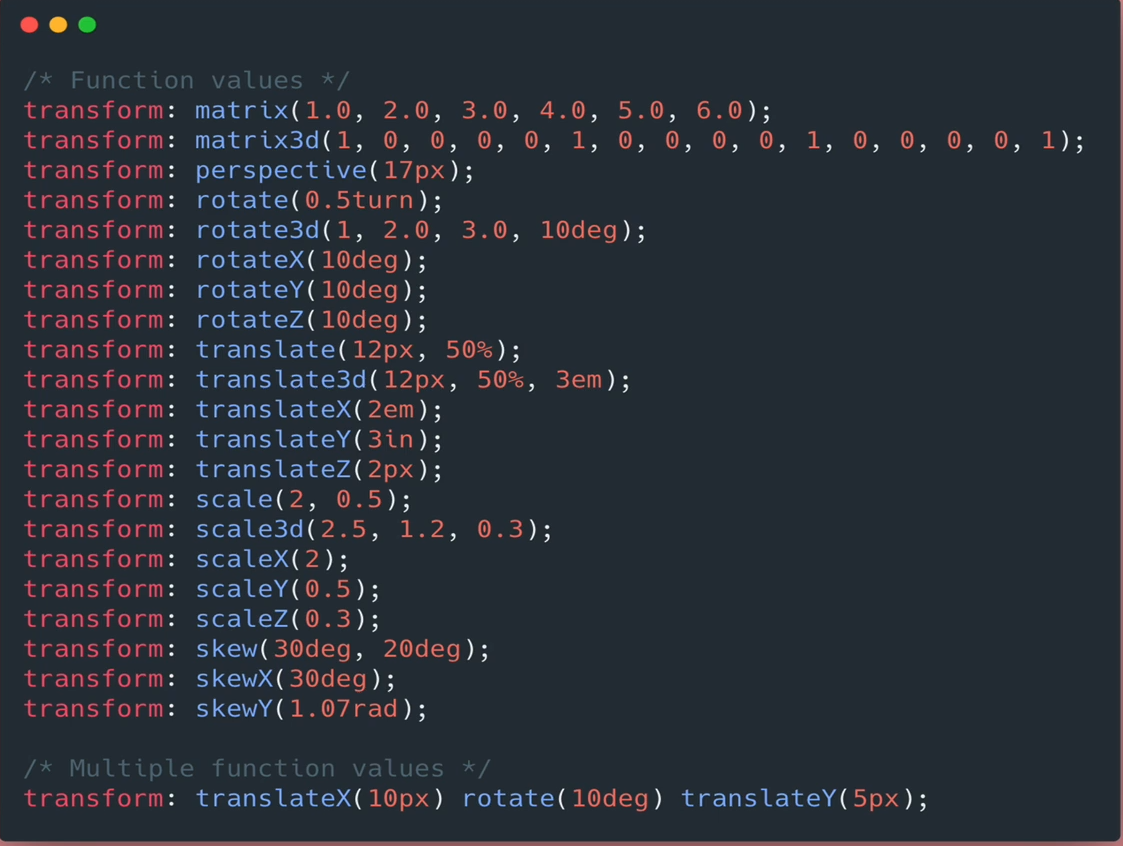 /* Function values */
transform: matrix(1.0, 2.0, 3.0, 4.0, 5.0, 6.0);
transform: matrix3d(1, 0, 0, 0, 0, 1, 0, 0, 0, 0, 1, 0, 0, 0, 0, 1);
transform: perspective(17px);
transform: rotate(0.5turn);
transform: rotate3d(1, 2.0, 3.0, 10deg);
transform: rotateX(10deg);
transform: rotateY(10deg);
transform: rotateZ(10deg);
transform: translate(12px, 50%);
transform: translate3d(12px, 50%, 3em);
transform: translateX(2em);
transform: translateY(3in);
transform: translateZ(2px);
transform: scale(2, 0.5);
transform: scale3d(2.5, 1.2, 0.3);
transform: scaleX(2);
transform: scaleY(0.5);
transform: scaleZ(0.3);
transform: skew(30deg, 20deg);
transform: skewX(30deg);
transform: skewY(1.07rad);
/* Multiple function values */
transform: translateX(10px) rotate(10deg) translateY(5px);